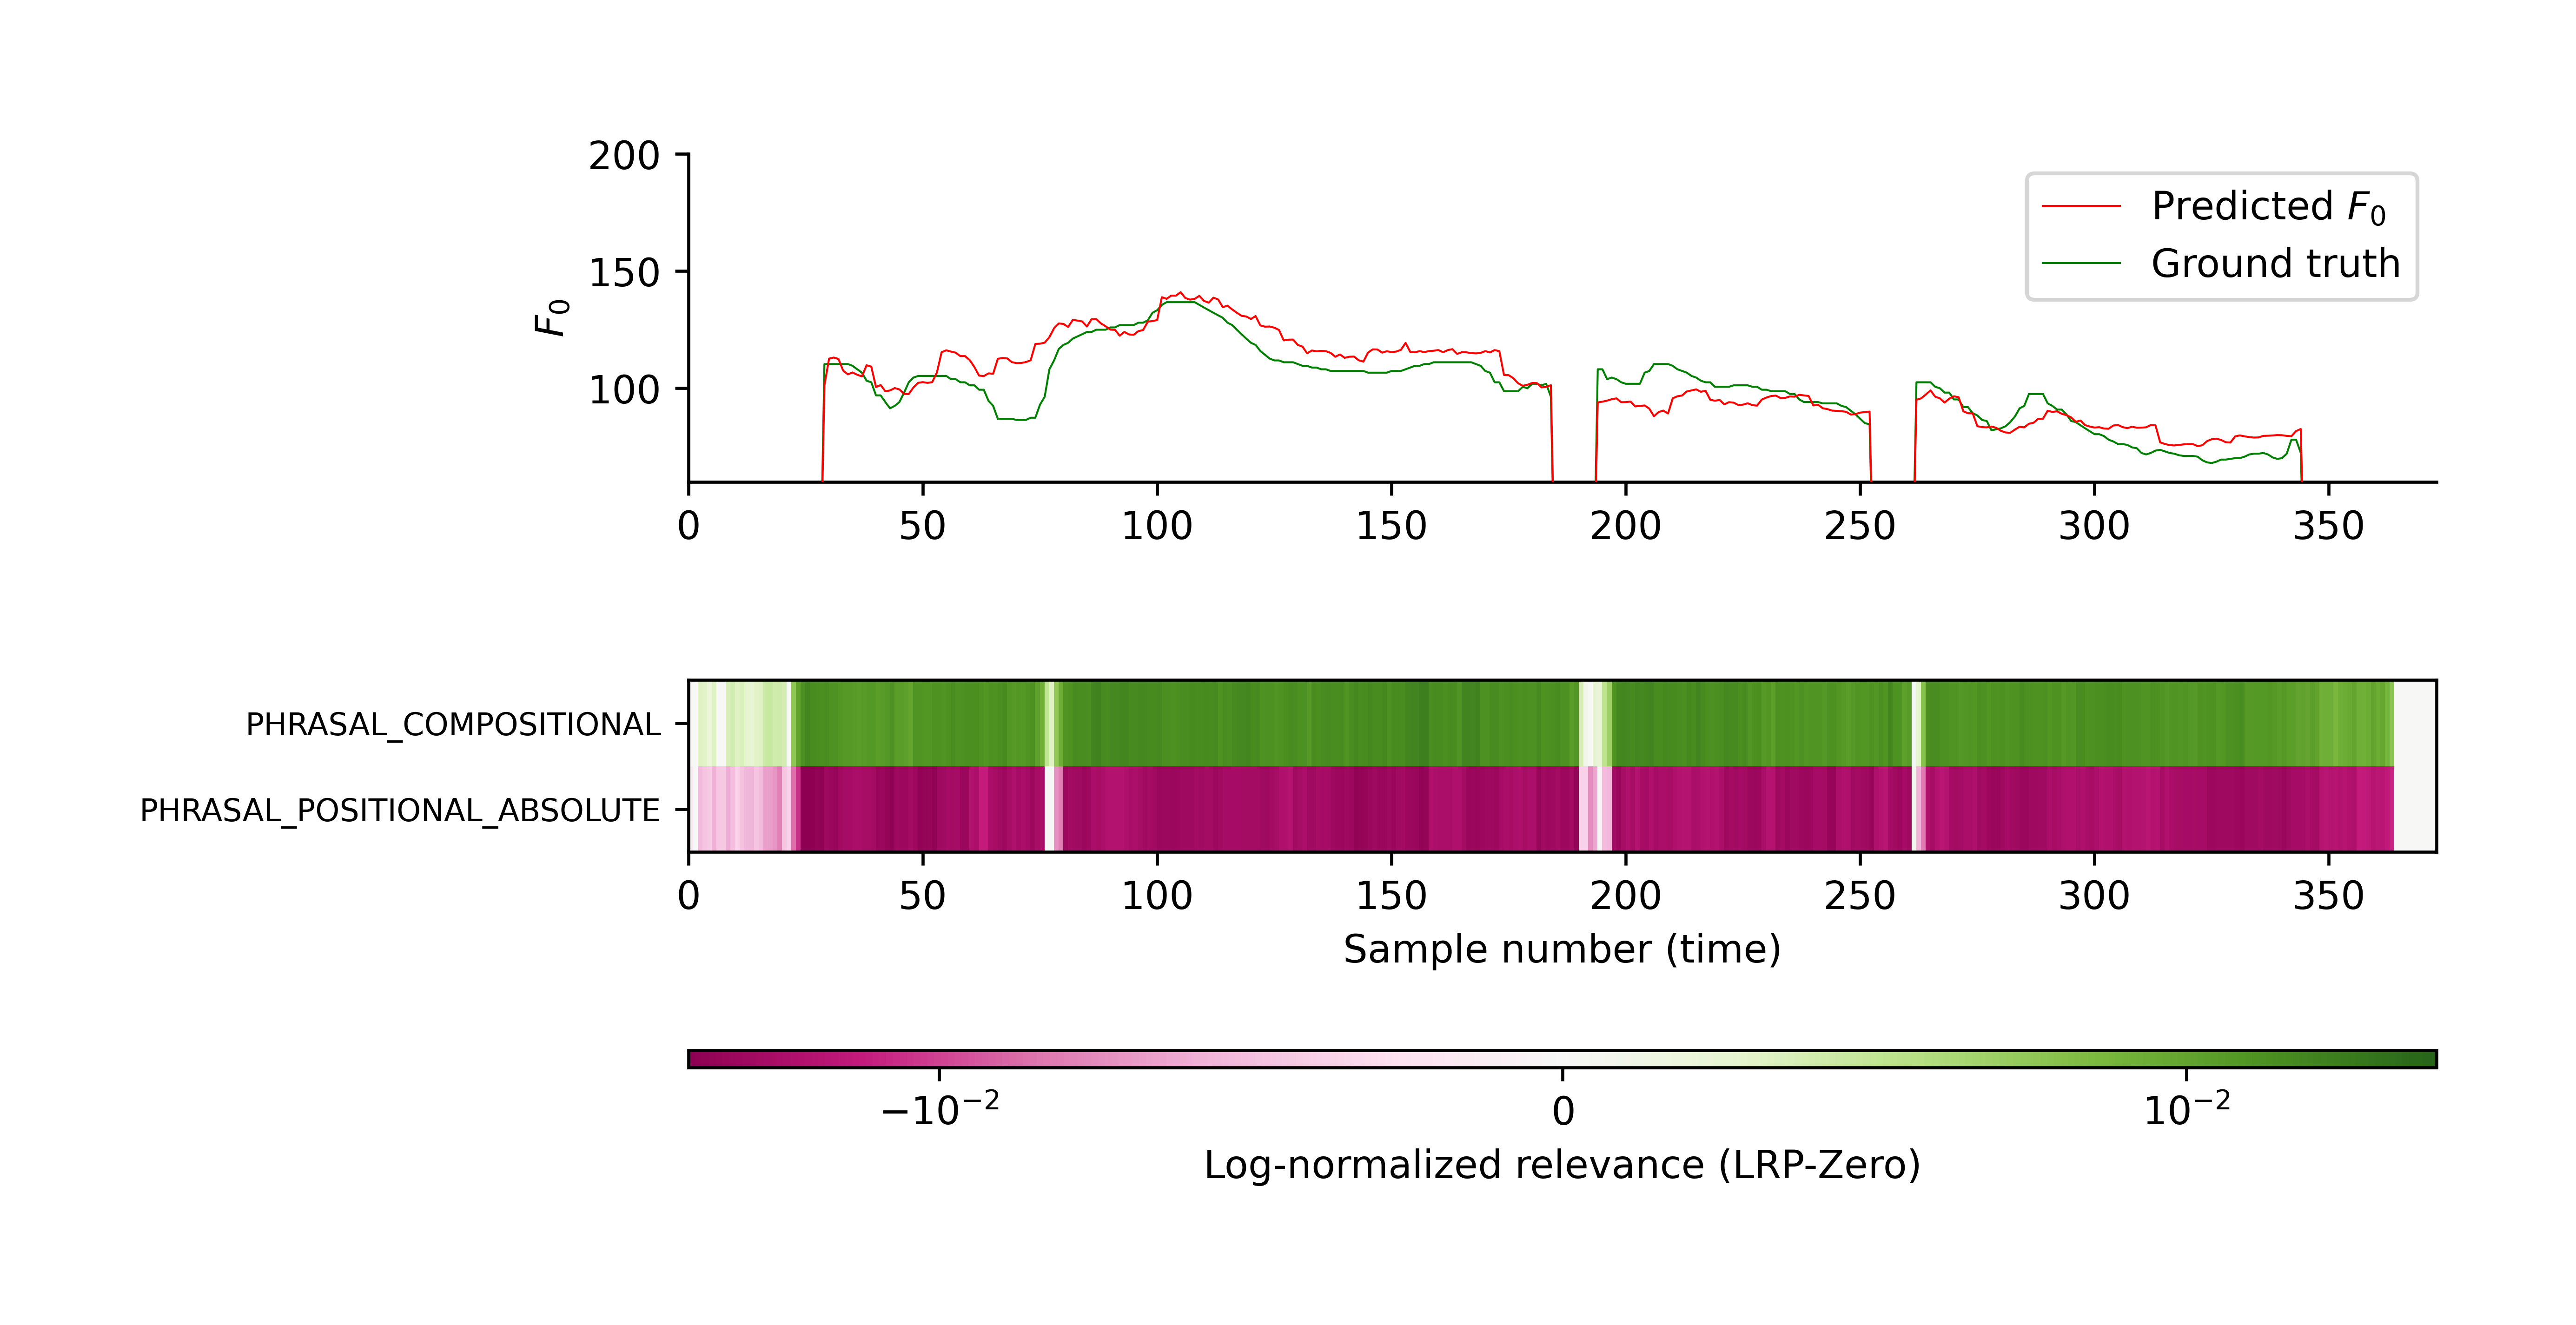 200
150
100
F0
Predicted F0
Ground truth
0 50 100 150 200 250 300 350
PHRASAL_COMPOSITIONAL
PHRASAL_POSITIONAL_ABSOLUTE
0 50 100 150 200 250 300 350
Sample number (time)
−10−2 0 10−2
Log-normalized relevance (LRP-Zero)